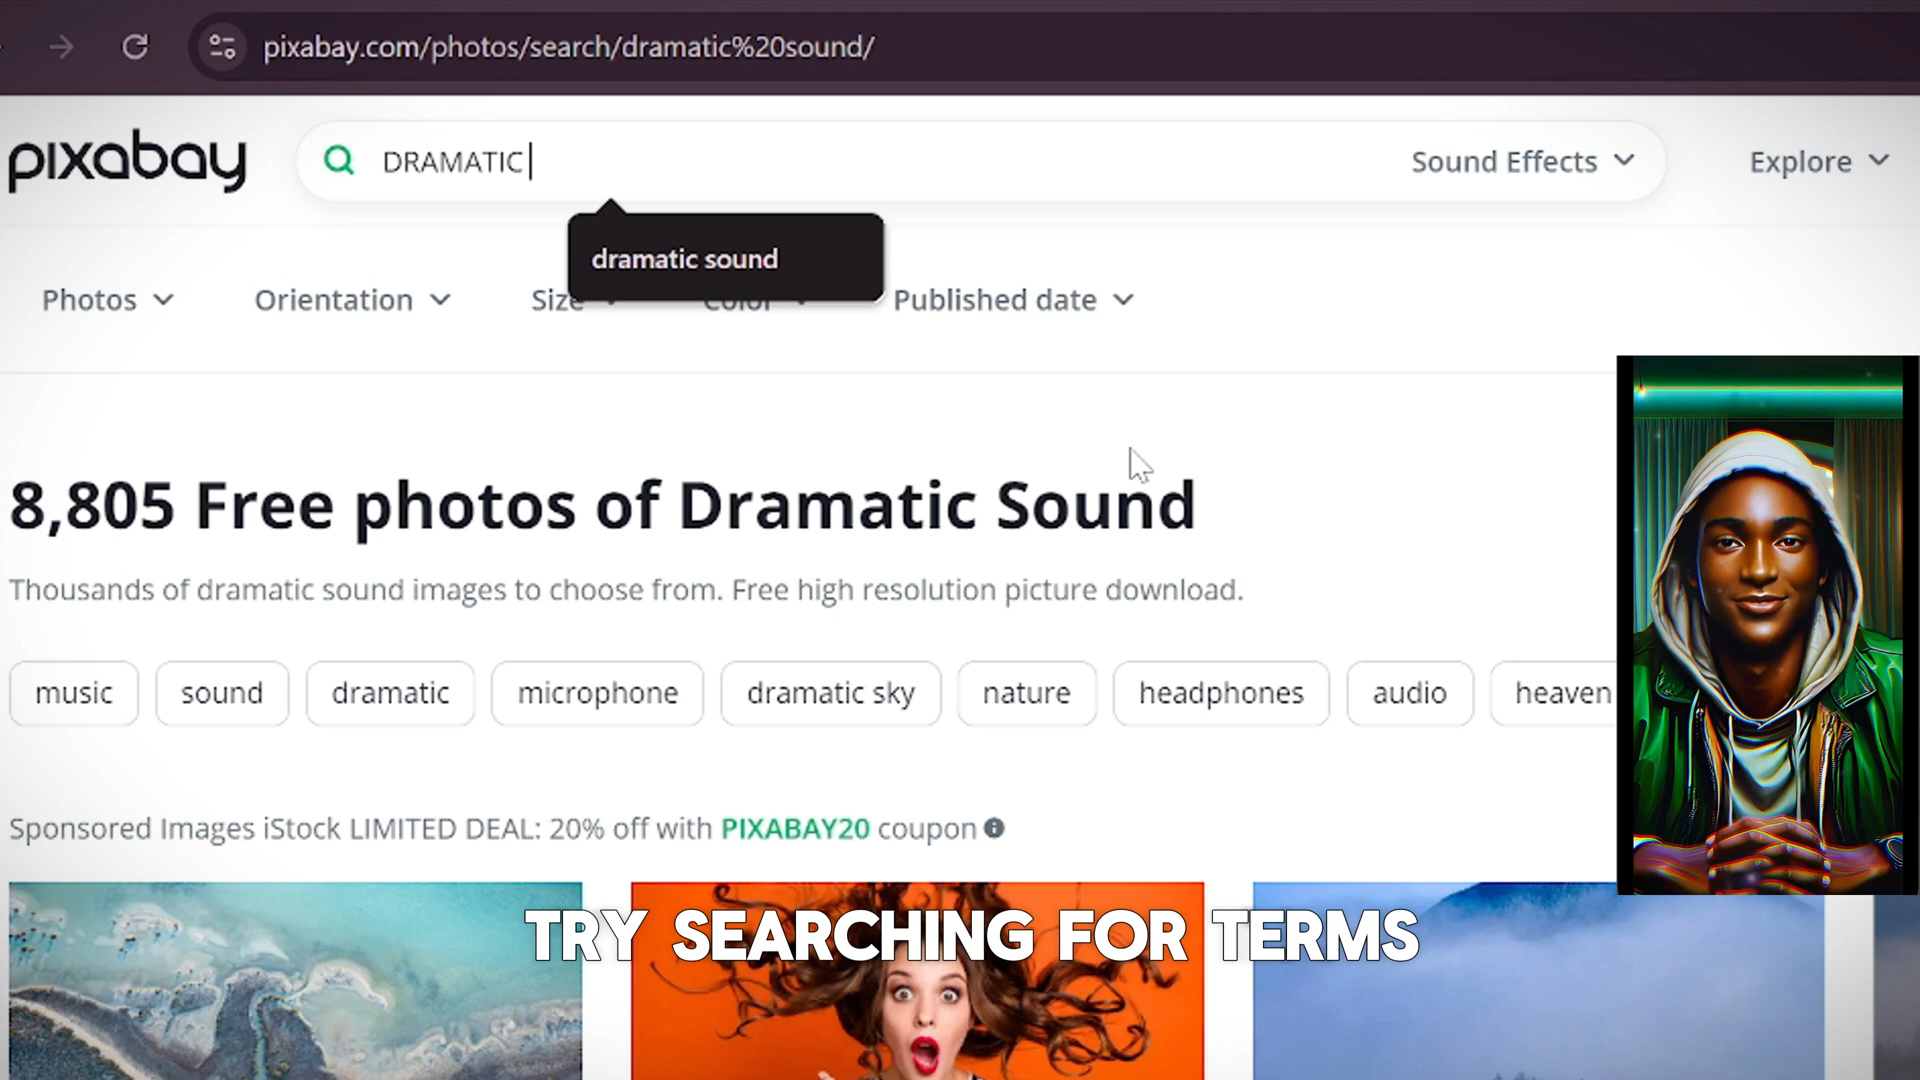 pixabay.com/photos/search/dramatic%20sound/
pixabay
DRAMATIC
Sound Effects
Explore
dramatic sound
Photos
Orientation
Size
Color
Published date
8,805 Free photos of Dramatic Sound
Thousands of dramatic sound images to choose from. Free high resolution picture download.
music
sound
dramatic
microphone
dramatic sky
nature
headphones
audio
heaven
Sponsored Images iStock LIMITED DEAL: 20% off with PIXABAY20 coupon
TRY SEARCHING FOR TERMS